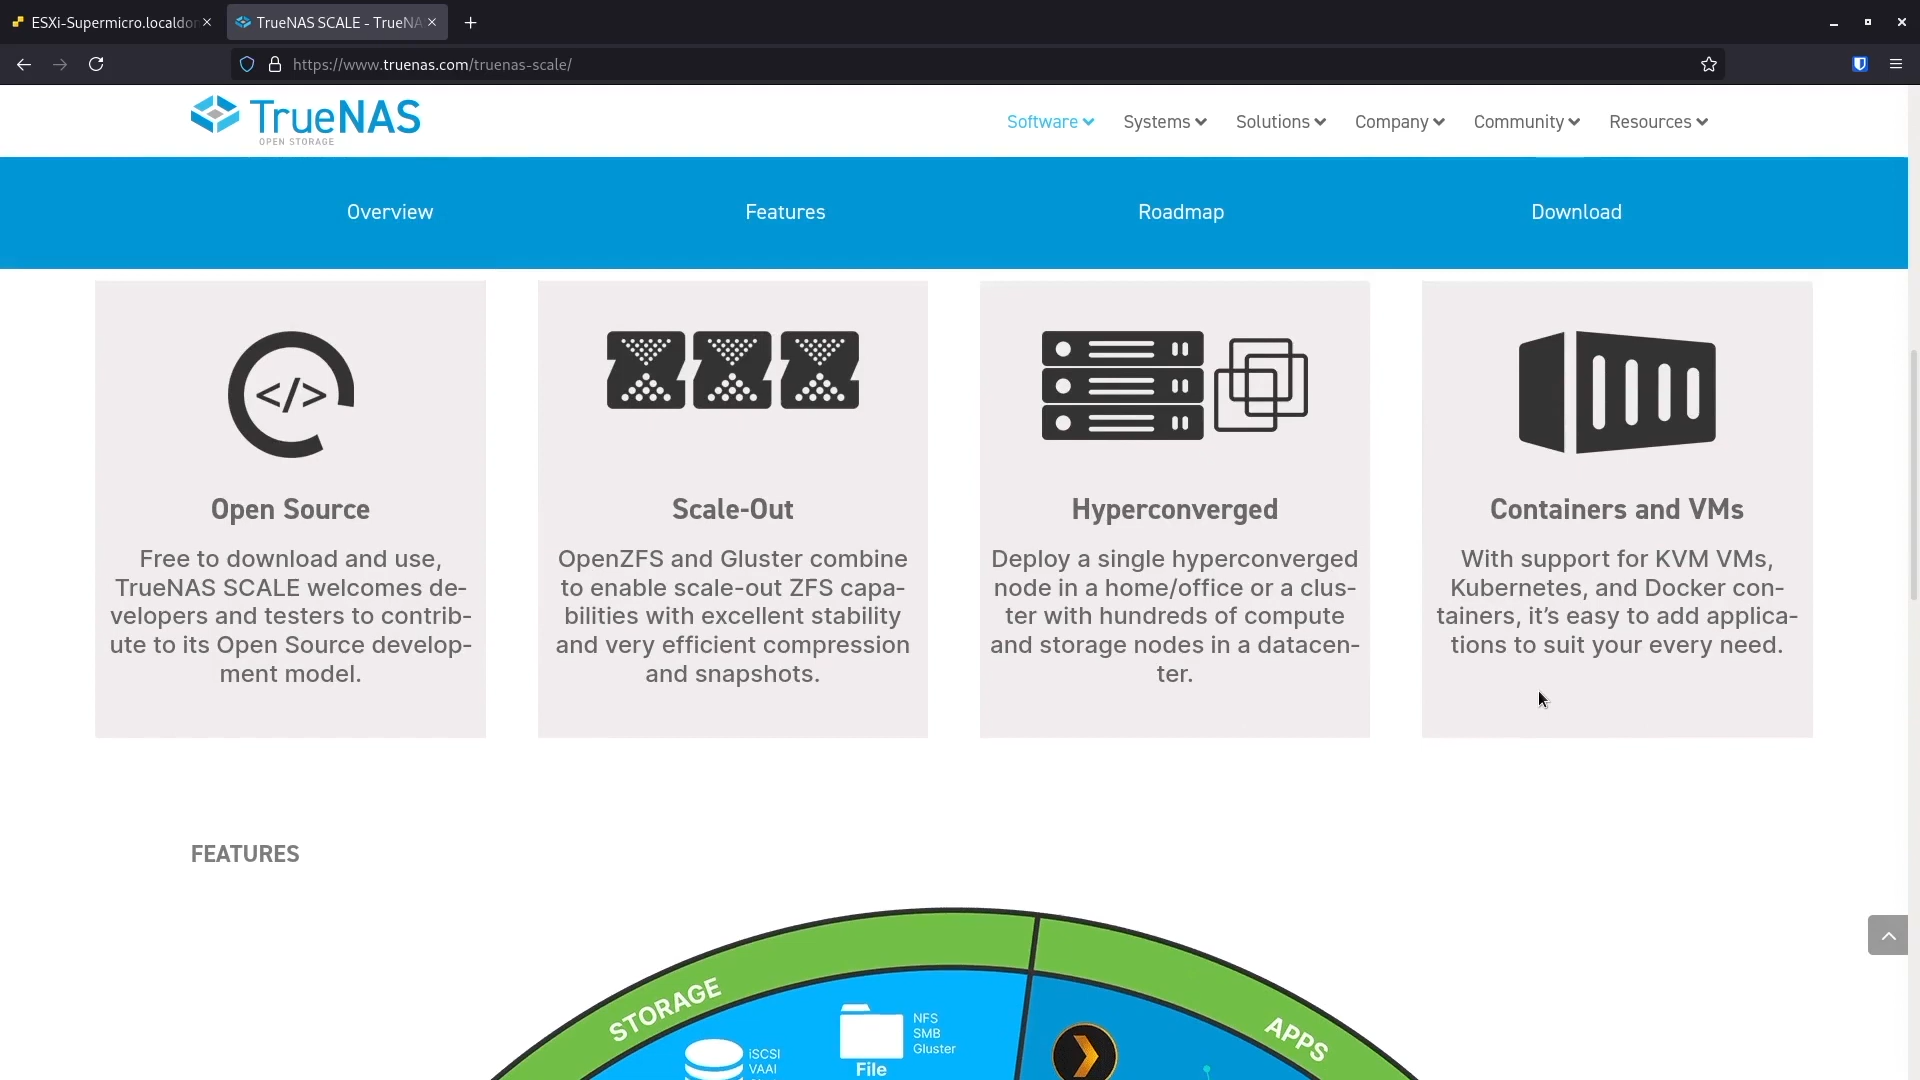 ESXi-Supermicro.localdo
TrueNAS SCALE - TrueNA
https://www.truenas.com/truenas-scale/
TrueNAS
OPEN STORAGE
Software
Systems
Solutions
Company
Community
Resources
Overview
Features
Roadmap
Download
</>
Open Source
Free to download and use,
TrueNAS SCALE welcomes de-
velopers and testers to contrib-
ute to its Open Source develop-
ment model.
Scale-Out
OpenZFS and Gluster combine
to enable scale-out ZFS capa-
bilities with excellent stability
and very efficient compression
and snapshots.
Hyperconverged
Deploy a single hyperconverged
node in a home/office or a clus-
ter with hundreds of compute
and storage nodes in a datacen-
ter.
Containers and VMs
With support for KVM VMs,
Kubernetes, and Docker con-
tainers, it’s easy to add applica-
tions to suit your every need.
FEATURES
STORAGE
APPS
NFS
SMB
Gluster
File
iSCSI
VAAI